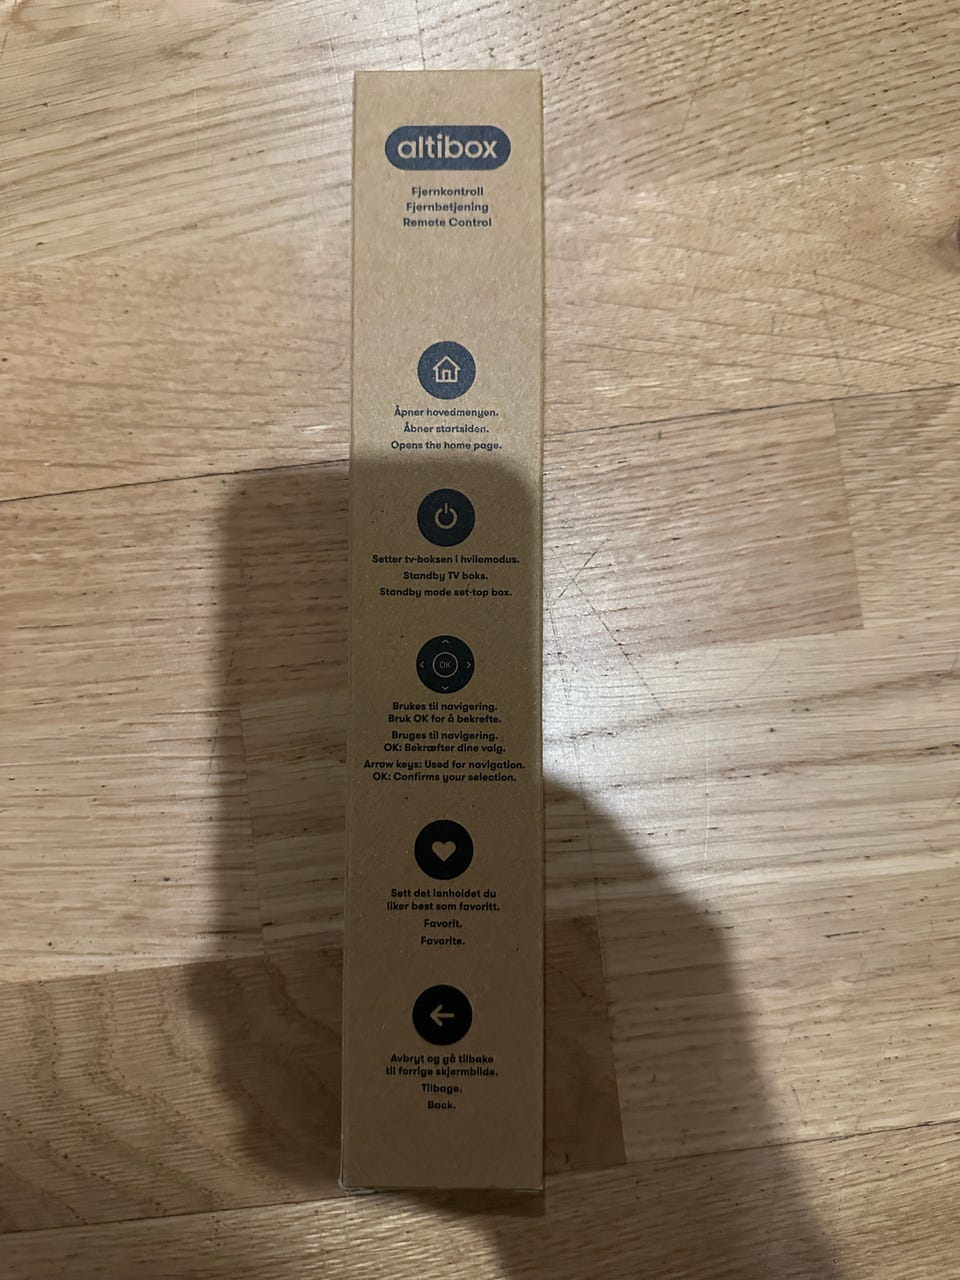 altibox
Fjernkontroll
Fjernbetjening
Remote Control
Åpner hovedmenyen.
Åbner startsiden.
Opens the home page.
Setter tv-boksen i hvilemodus.
Standby TV boks.
Standby mode set-top box.
OK
Brukes til navigering.
Bruk OK for å bekrefte.
Bruges til navigering.
OK: Bekræfter dine valg.
Arrow keys: Used for navigation.
OK: Confirms your selection.
Sett det innholdet du
liker best som favoritt.
Favorit.
Favorite.
Avbryt og gå tilbake
til forrige skjermbilde.
Tilbage.
Back.